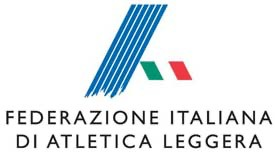 FEDERAZIONE ITALIANA
DI ATLETICA LEGGERA